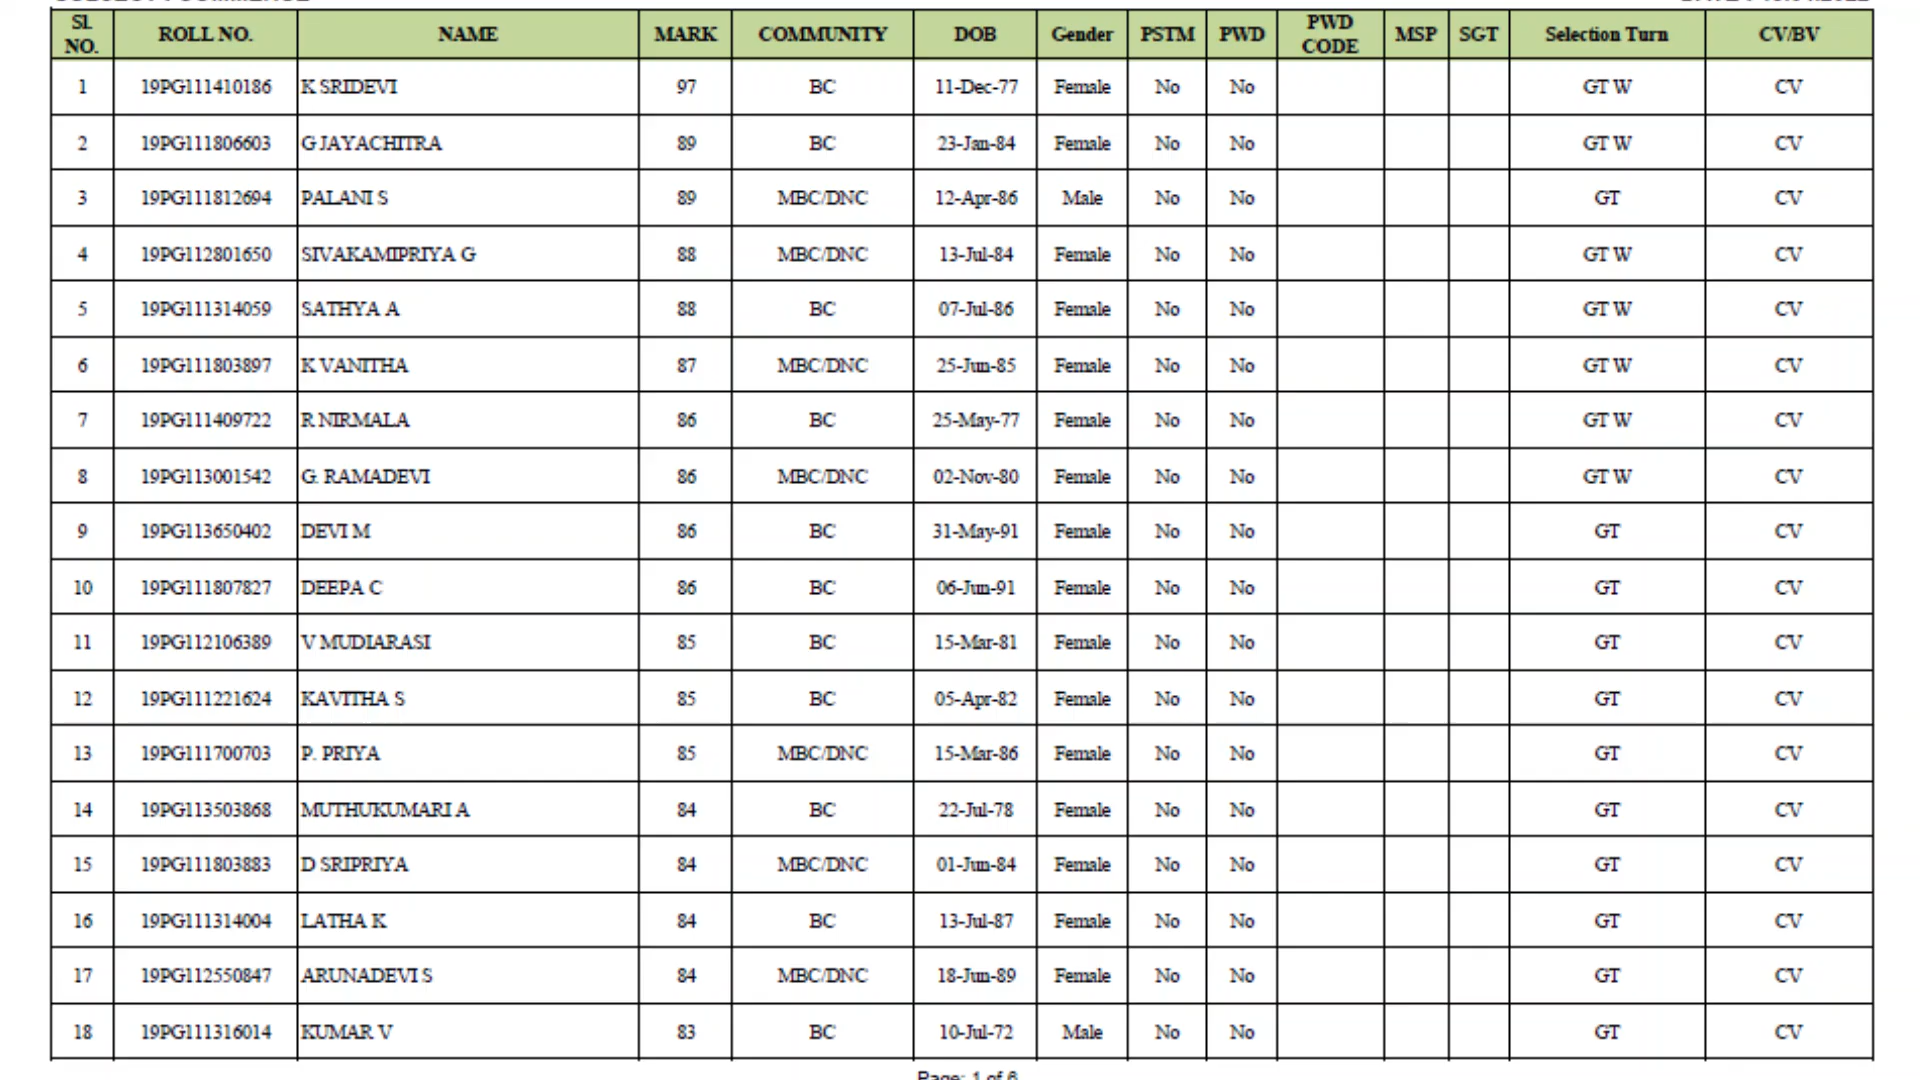 SUBJECT : COMMERCE
Sl. NO. ROLL NO. NAME MARK COMMUNITY DOB Gender PSTM PWD PWD CODE MSP SGT Selection Turn CV/BV
1 19PG111410186 K SRIDEVI 97 BC 11-Dec-77 Female No No GT W CV
2 19PG111806603 G JAYACHITRA 89 BC 23-Jan-84 Female No No GT W CV
3 19PG111812694 PALANI S 89 MBC/DNC 12-Apr-86 Male No No GT CV
4 19PG112801650 SIVAKAMIPRIYA G 88 MBC/DNC 13-Jul-84 Female No No GT W CV
5 19PG111314059 SATHYA A 88 BC 07-Jul-86 Female No No GT W CV
6 19PG111803897 K VANITHA 87 MBC/DNC 25-Jun-85 Female No No GT W CV
7 19PG111409722 R NIRMALA 86 BC 25-May-77 Female No No GT W CV
8 19PG113001542 G. RAMADEVI 86 MBC/DNC 02-Nov-80 Female No No GT W CV
9 19PG113650402 DEVI M 86 BC 31-May-91 Female No No GT CV
10 19PG111807827 DEEPA C 86 BC 06-Jun-91 Female No No GT CV
11 19PG112106389 V MUDIARASI 85 BC 15-Mar-81 Female No No GT CV
12 19PG111221624 KAVITHA S 85 BC 05-Apr-82 Female No No GT CV
13 19PG111700703 P. PRIYA 85 MBC/DNC 15-Mar-86 Female No No GT CV
14 19PG113503868 MUTHUKUMARI A 84 BC 22-Jul-78 Female No No GT CV
15 19PG111803883 D SRIPRIYA 84 MBC/DNC 01-Jun-84 Female No No GT CV
16 19PG111314004 LATHA K 84 BC 13-Jul-87 Female No No GT CV
17 19PG112550847 ARUNADEVI S 84 MBC/DNC 18-Jun-89 Female No No GT CV
18 19PG111316014 KUMAR V 83 BC 10-Jul-72 Male No No GT CV
Page: 1 of 6